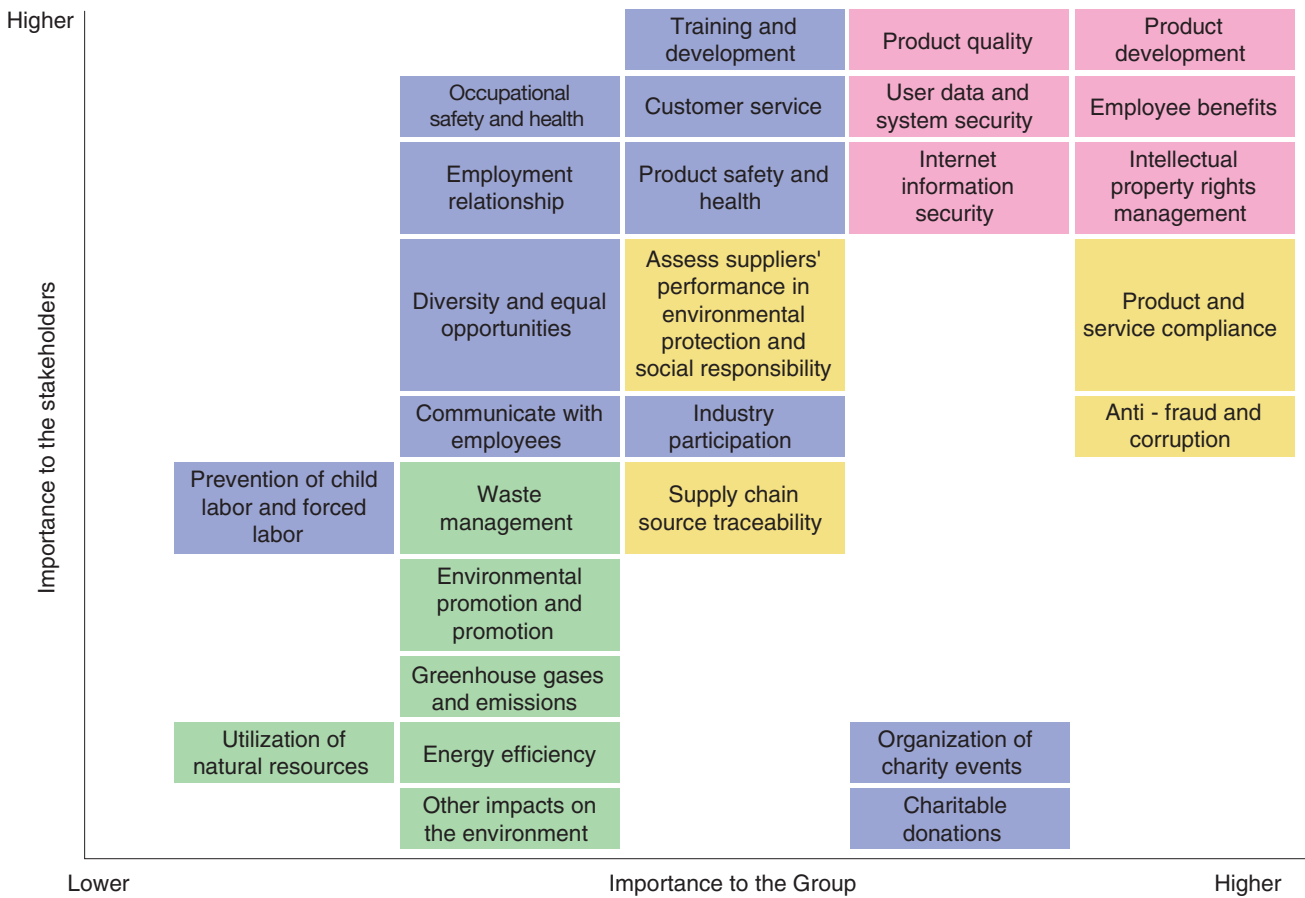 Higher
Training and
development
Product quality
Product
development
Occupational
safety and health
Customer service
User data and
system security
Employee benefits
Employment
relationship
Product safety and
health
Internet
information
security
Intellectual
property rights
management
Diversity and equal
opportunities
Assess suppliers'
performance in
environmental
protection and
social responsibility
Product and
service compliance
Communicate with
employees
Industry
participation
Anti - fraud and
corruption
Prevention of child
labor and forced
labor
Waste
management
Supply chain
source traceability
Environmental
promotion and
promotion
Greenhouse gases
and emissions
Utilization of
natural resources
Energy efficiency
Organization of
charity events
Other impacts on
the environment
Charitable
donations
Importance to the stakeholders
Lower
Importance to the Group
Higher